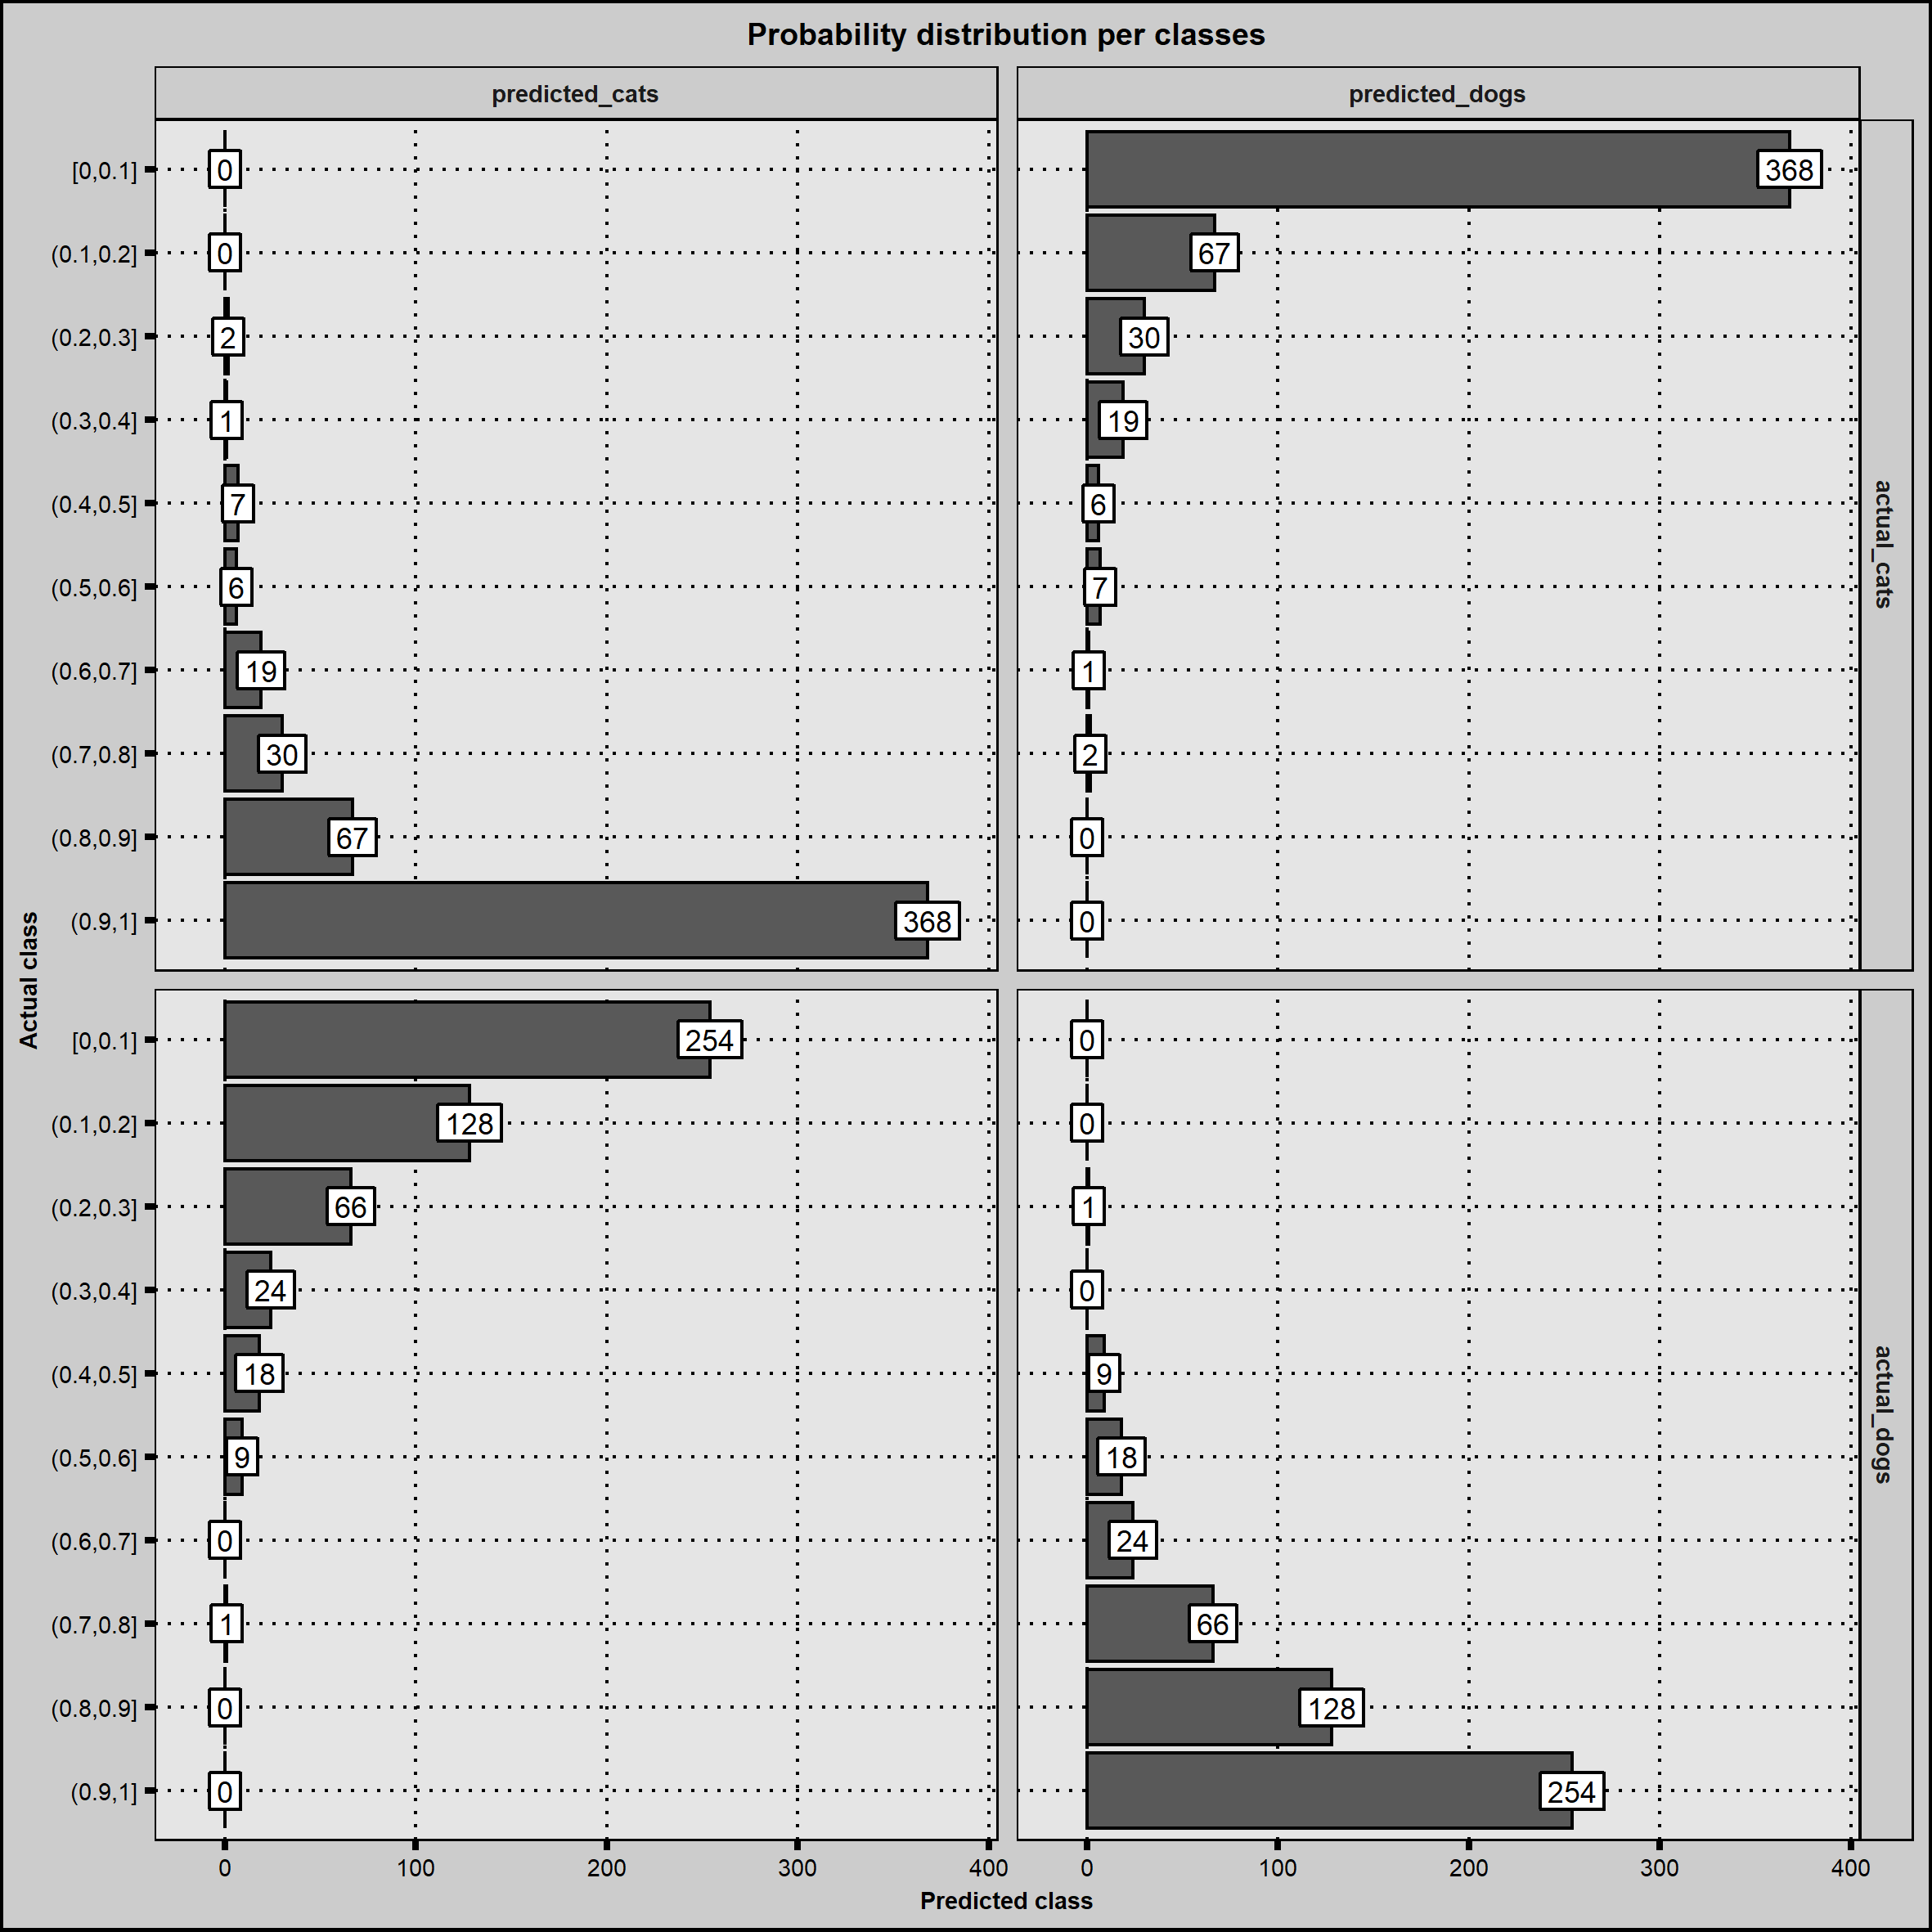 Probability distribution per classes
predicted_cats
predicted_dogs
[0,0.1] 0 368
(0.1,0.2] 0 67
(0.2,0.3] 2 30
(0.3,0.4] 1 19
(0.4,0.5] 7 6
(0.5,0.6] 6 7
(0.6,0.7] 19 1
(0.7,0.8] 30 2
(0.8,0.9] 67 0
(0.9,1] 368 0
actual_cats
Actual class
[0,0.1] 254 0
(0.1,0.2] 128 0
(0.2,0.3] 66 1
(0.3,0.4] 24 0
(0.4,0.5] 18 9
(0.5,0.6] 9 18
(0.6,0.7] 0 24
(0.7,0.8] 1 66
(0.8,0.9] 0 128
(0.9,1] 0 254
actual_dogs
0 100 200 300 400 0 100 200 300 400
Predicted class